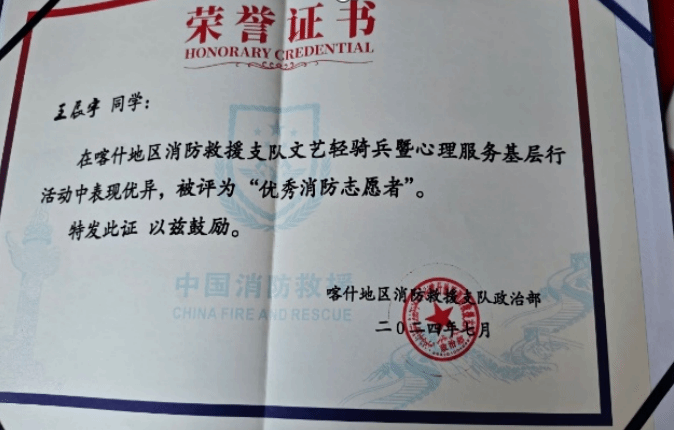 荣誉证书
HONORARY CREDENTIAL
王辰宇 同学：
在喀什地区消防救援支队文艺轻骑兵暨心理服务基层行
活动中表现优异，被评为“优秀消防志愿者”。
特发此证 以兹鼓励。
中国消防救援
CHINA FIRE AND RESCUE
喀什地区消防救援支队政治部
二〇二四年七月
政治部